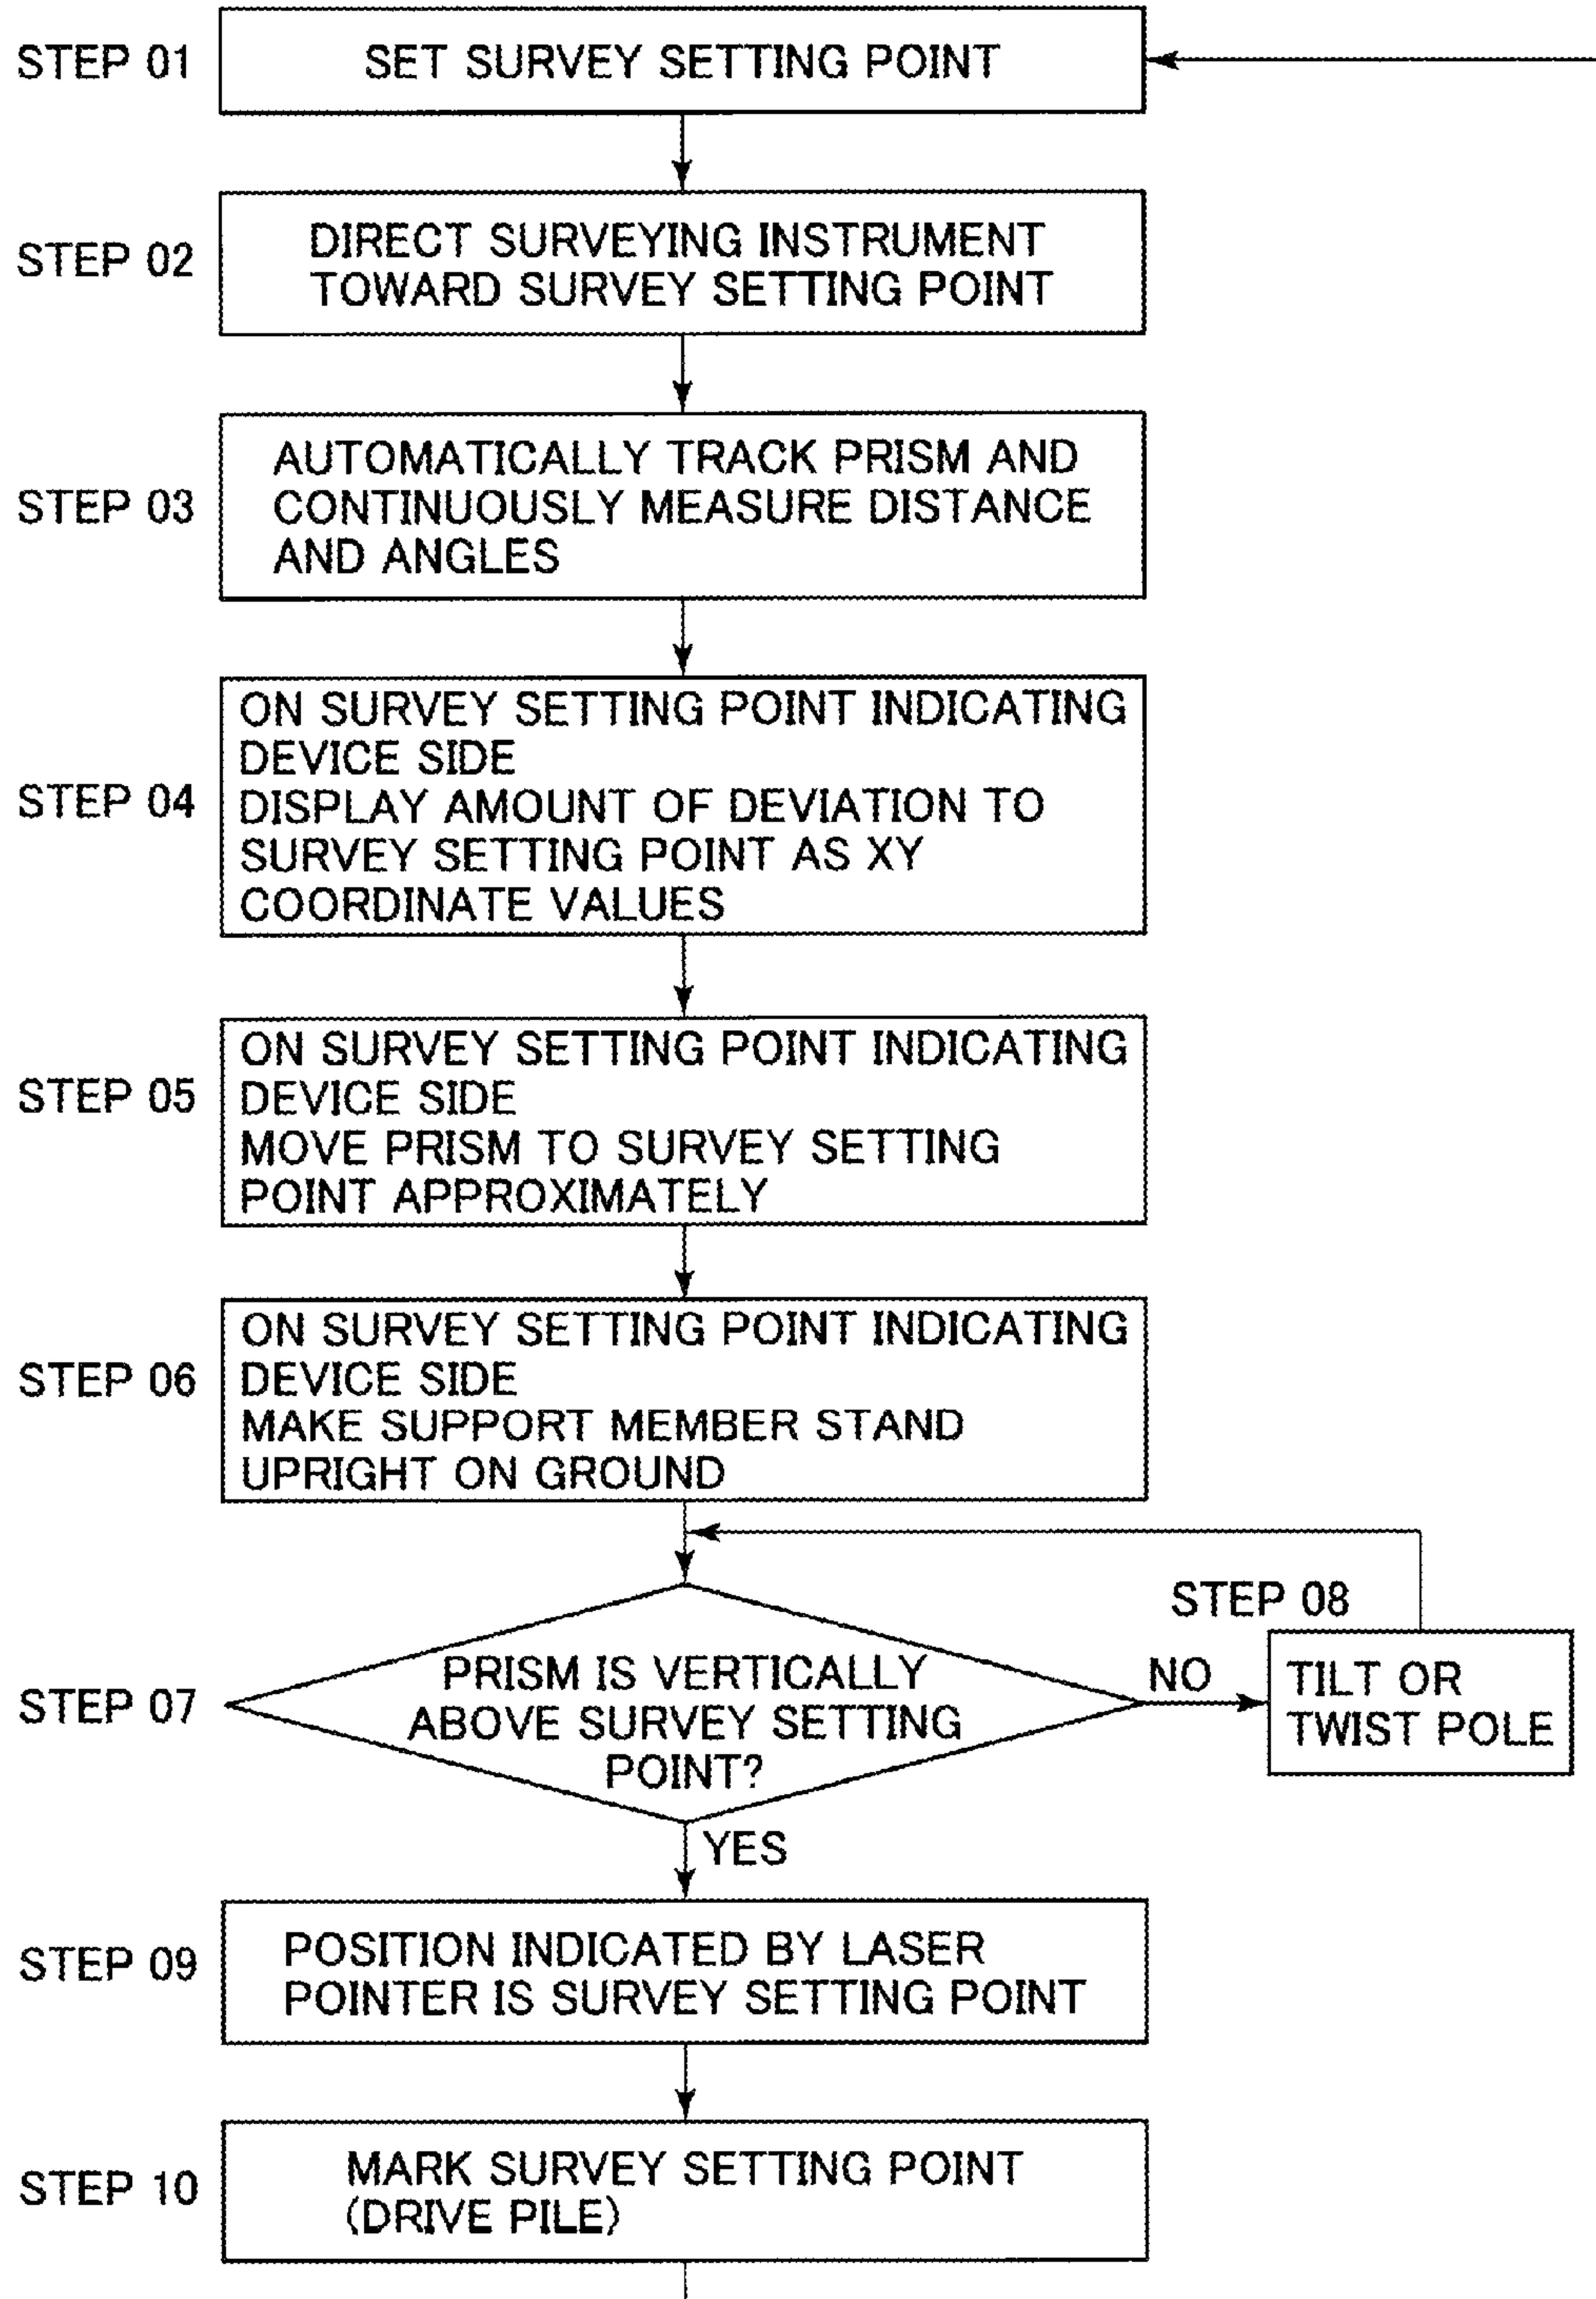 STEP 01
SET SURVEY SETTING POINT
STEP 02
DIRECT SURVEYING INSTRUMENT
TOWARD SURVEY SETTING POINT
STEP 03
AUTOMATICALLY TRACK PRISM AND
CONTINUOUSLY MEASURE DISTANCE
AND ANGLES
STEP 04
ON SURVEY SETTING POINT INDICATING
DEVICE SIDE
DISPLAY AMOUNT OF DEVIATION TO
SURVEY SETTING POINT AS XY
COORDINATE VALUES
STEP 05
ON SURVEY SETTING POINT INDICATING
DEVICE SIDE
MOVE PRISM TO SURVEY SETTING
POINT APPROXIMATELY
STEP 06
ON SURVEY SETTING POINT INDICATING
DEVICE SIDE
MAKE SUPPORT MEMBER STAND
UPRIGHT ON GROUND
STEP 07
PRISM IS VERTICALLY
ABOVE SURVEY SETTING
POINT?
NO
STEP 08
TILT OR
TWIST POLE
YES
STEP 09
POSITION INDICATED BY LASER
POINTER IS SURVEY SETTING POINT
STEP 10
MARK SURVEY SETTING POINT
(DRIVE PILE)